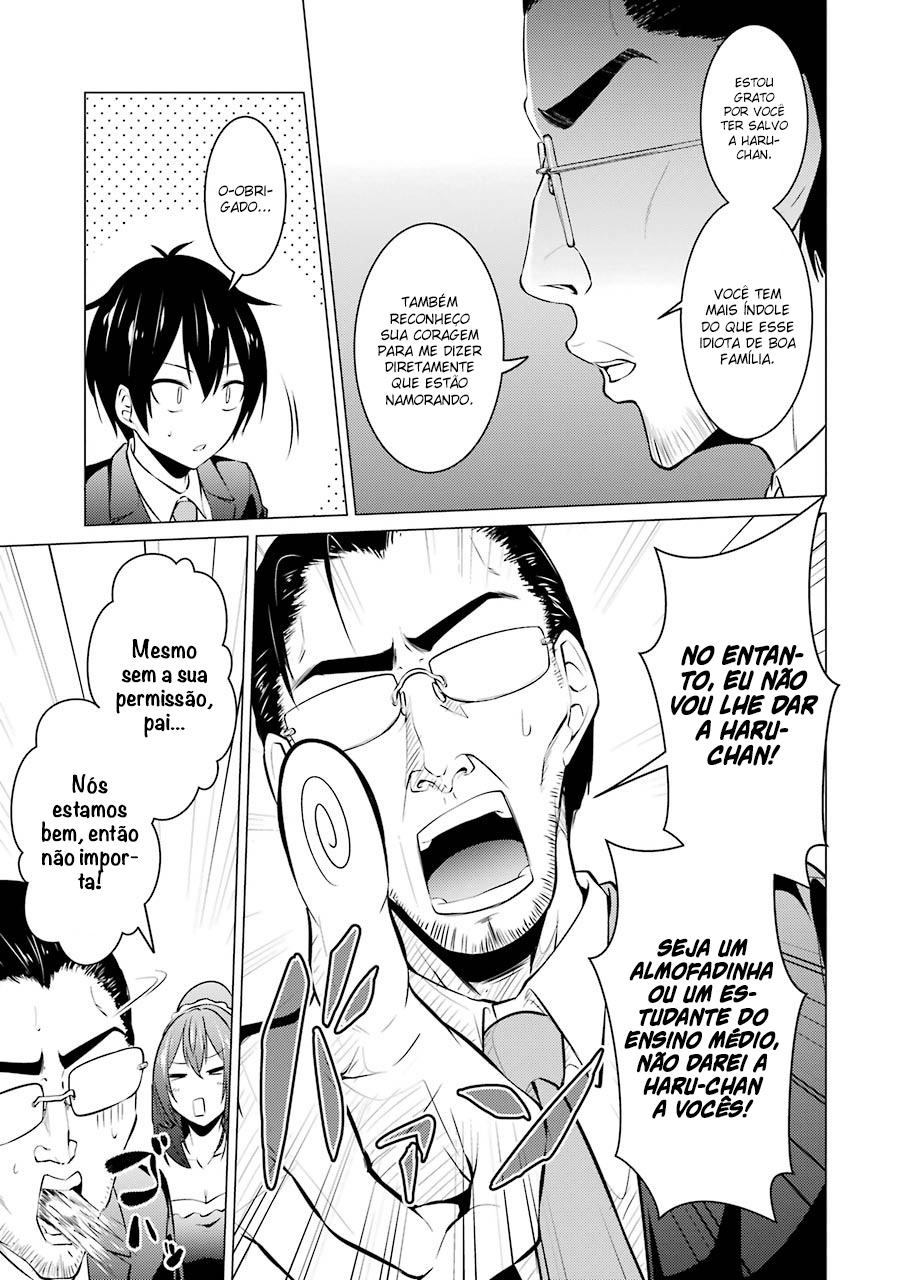 ESTOU
GRATO
POR VOCÊ
TER SALVO
A HARU-
CHAN.
VOCÊ TEM
MAIS ÍNDOLE
DO QUE ESSE
IDIOTA DE BOA
FAMÍLIA.
TAMBÉM
RECONHEÇO
SUA CORAGEM
PARA ME DIZER
DIRETAMENTE
QUE ESTÃO
NAMORANDO.
O-OBRI-
GADO...
NO ENTAN-
TO, EU NÃO
VOU LHE DAR
A HARU-
CHAN!
SEJA UM
ALMOFADINHA
OU UM ES-
TUDANTE DO
ENSINO MÉDIO,
NÃO DAREI A
HARU-CHAN
A VOCÊS!
Mesmo
sem a sua
permissão,
pai...
Nós
estamos
bem, então
não impor-
ta!